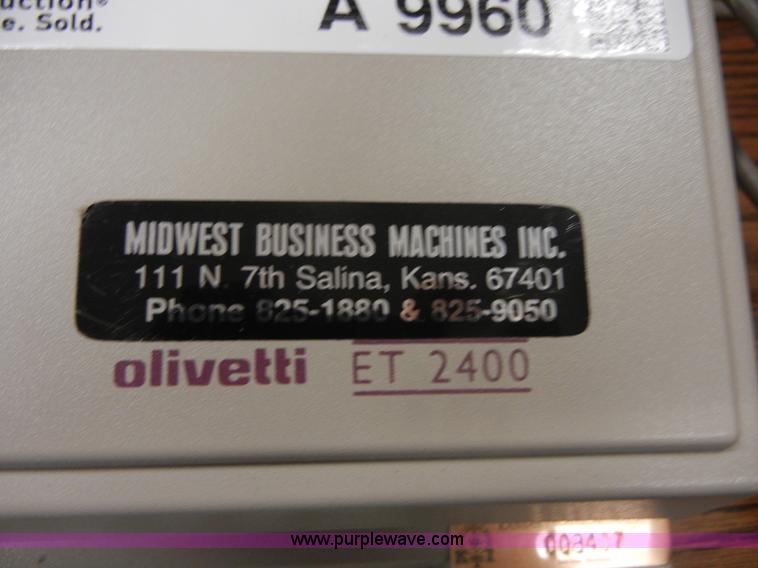 A 9960
e. Sold.
MIDWEST BUSINESS MACHINES INC.
111 N. 7th Salina, Kans. 67401
Phone 825-1880 & 825-9050
olivetti ET 2400
www.purplewave.com